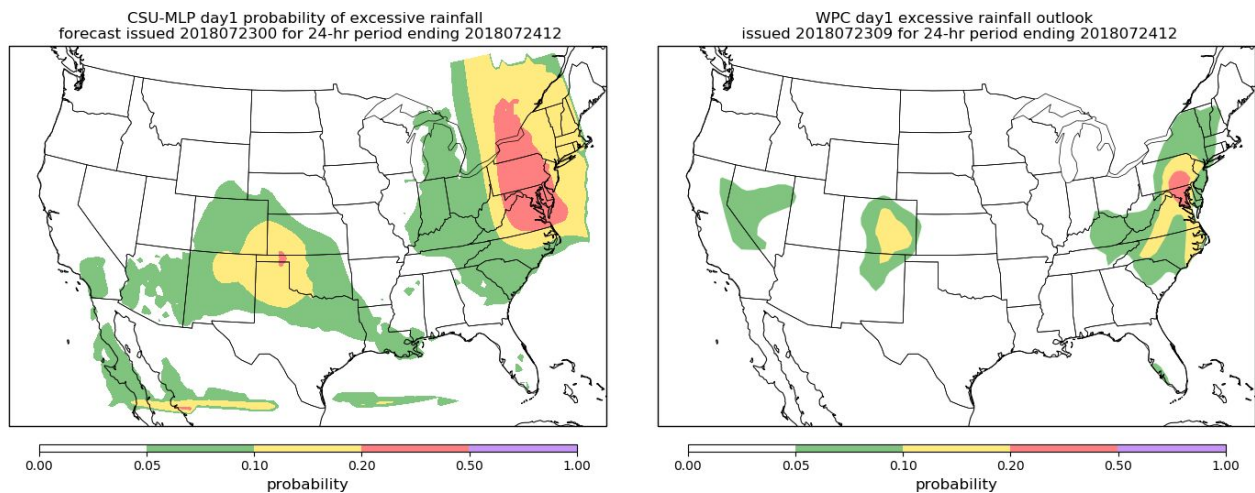 CSU-MLP day1 probability of excessive rainfall
forecast issued 2018072300 for 24-hr period ending 2018072412
0.00 0.05 0.10 0.20 0.50 1.00
probability
WPC day1 excessive rainfall outlook
issued 2018072309 for 24-hr period ending 2018072412
0.00 0.05 0.10 0.20 0.50 1.00
probability